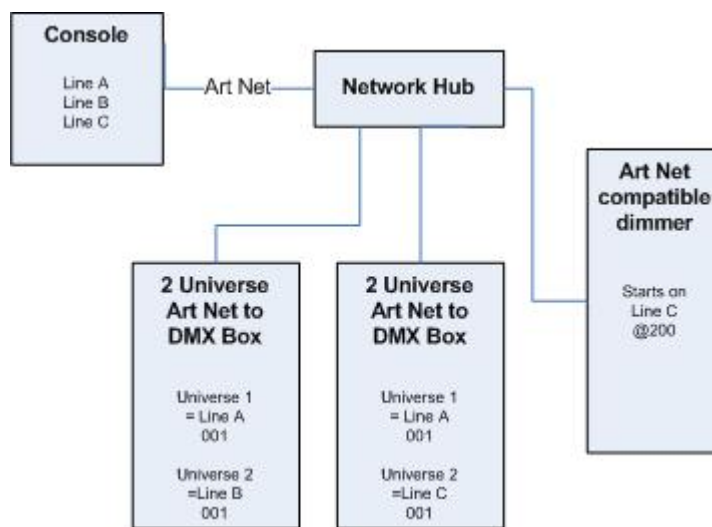 Console
Line A
Line B
Line C
Art Net
Network Hub
Art Net
compatible
dimmer
Starts on
Line C
@200
2 Universe
Art Net to
DMX Box
Universe 1
= Line A
001
Universe 2
=Line B
001
2 Universe
Art Net to
DMX Box
Universe 1
= Line A
001
Universe 2
=Line C
001